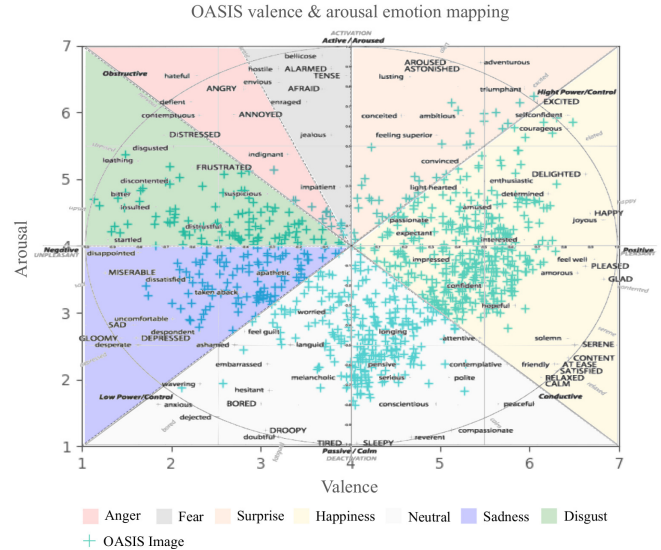 OASIS valence & arousal emotion mapping
ACTIVATION
Active / Aroused
7
bellicose
AROUSED
adventurous
hostile
ALARMED
ASTONISHED
Obstructive
hateful
TENSE
lusting
envious
ANGRY
AFRAID
triumphant
Hight Power/Control
defient
enraged
EXCITED
6
contemptuous
ANNOYED
conceited
ambitious
selfconfident
courageous
DiSTRESSED
jealous
feeling superior
disgusted
indignant
convinced
loathing
FRUSTRATED
DELIGHTED
5
discontented
impatient
light hearted
enthusiastic
bitter
suspicious
determined
insulted
amused
HAPPY
distrustful
passionate
joyous
startled
expectant
interested
Arousal
4
Negative
UNPLEASANT
Positive
PLEASANT
disappointed
impressed
feel well
MISERABLE
apathetic
amorous
PLEASED
dissatisfied
confident
GLAD
taken aback
contented
3
uncomfortable
worried
hopeful
SAD
despondent
feel guilt
longing
GLOOMY
DEPRESSED
attentive
solemn
desperate
ashamed
languid
SERENE
embarrassed
pensive
contemplative
friendly
CONTENT
AT EASE
SATISFIED
2
wavering
melancholic
serious
polite
RELAXED
CALM
hesitant
Low Power/Control
anxious
BORED
conscientious
peaceful
Conductive
dejected
DROOPY
compassionate
doubtful
reverent
TIRED
SLEEPY
1
Passive / Calm
DEACTIVATION
1 2 3 4 5 6 7
Valence
Anger Fear Surprise Happiness Neutral Sadness Disgust
OASIS Image